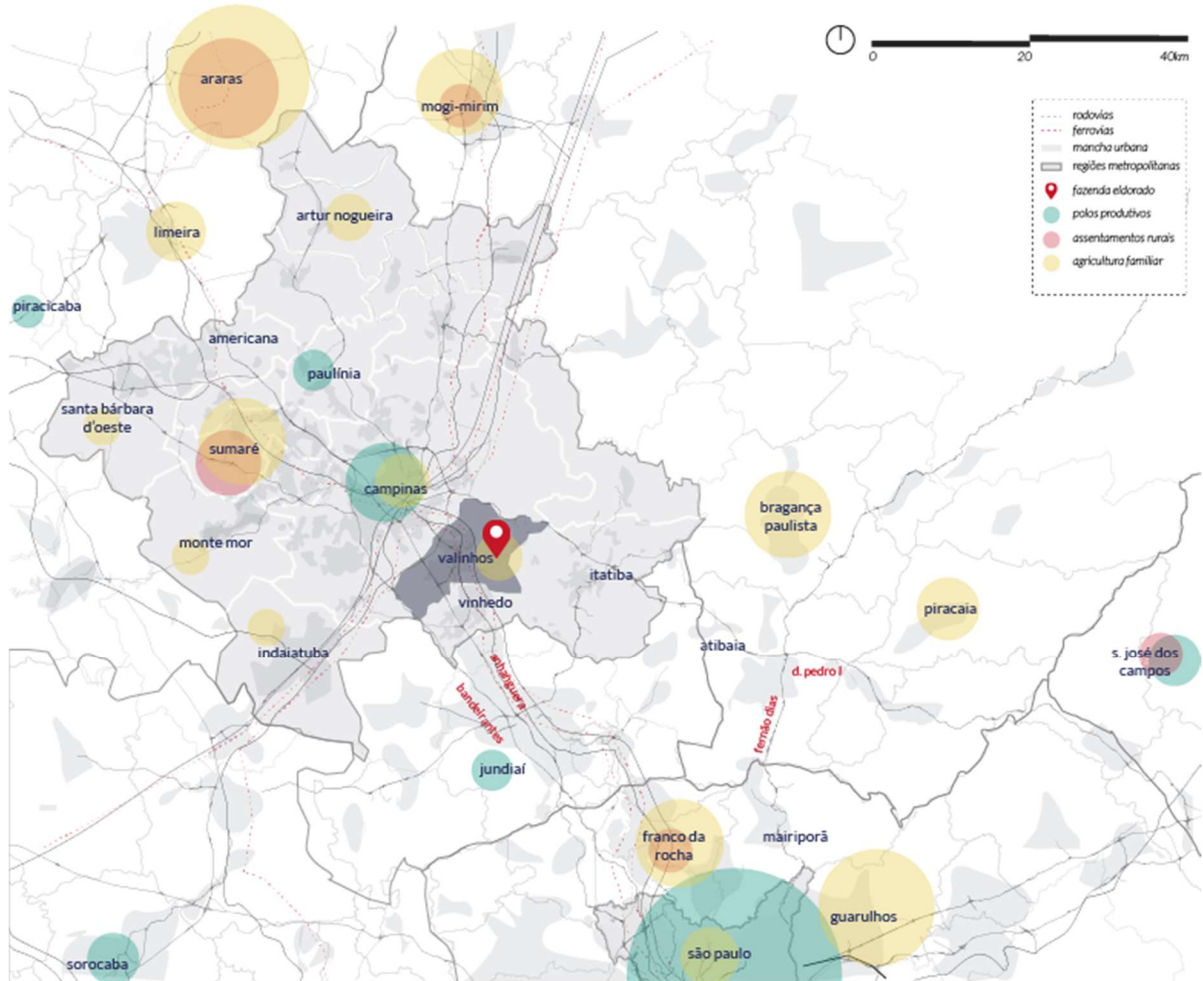 0 20 40km
rodovias
ferrovias
mancha urbana
regiões metropolitanas
fazenda eldorado
polos produtivos
assentamentos rurais
agricultura familiar
araras
mogi-mirim
artur nogueira
limeira
piracicaba
americana
paulínia
santa bárbara
d'oeste
sumaré
campinas
bragança
paulista
monte mor
valinhos
itatiba
vinhedo
piracaia
indaiatuba
atibaia
s. josé dos
campos
d. pedro I
anhanguera
bandeirantes
fernão dias
jundiaí
franco da
rocha
mairiporã
guarulhos
são paulo
sorocaba